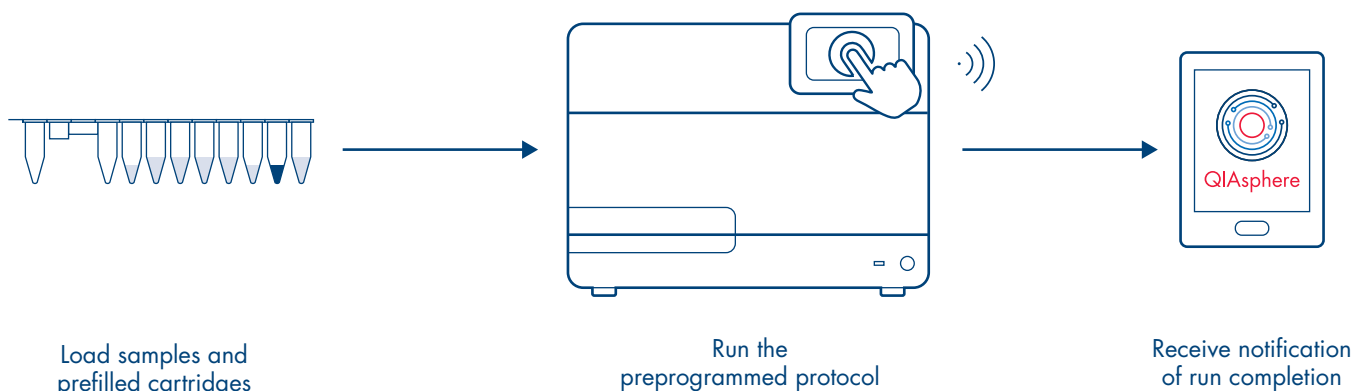 QIAsphere
Load samples and
prefilled cartridges
Run the
preprogrammed protocol
Receive notification
of run completion